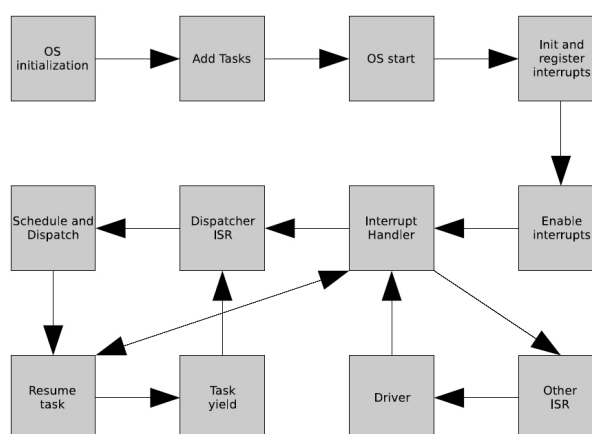 OS
initialization
Add Tasks
OS start
Init and
register
interrupts
Schedule and
Dispatch
Dispatcher
ISR
Interrupt
Handler
Enable
interrupts
Resume
task
Task
yield
Driver
Other
ISR